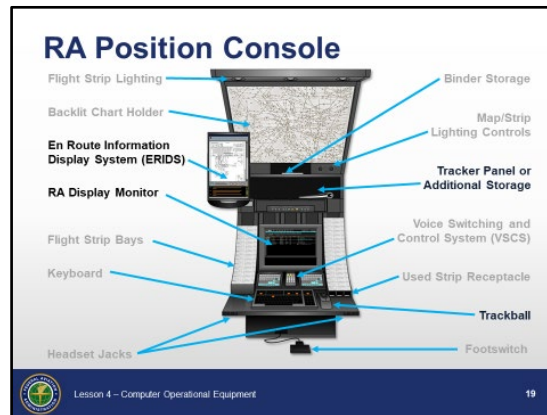 RA Position Console
Flight Strip Lighting
Backlit Chart Holder
En Route Information
Display System (ERIDS)
RA Display Monitor
Flight Strip Bays
Keyboard
Headset Jacks
Binder Storage
Map/Strip
Lighting Controls
Tracker Panel or
Additional Storage
Voice Switching and
Control System (VSCS)
Used Strip Receptacle
Trackball
Footswitch
Lesson 4 – Computer Operational Equipment
19